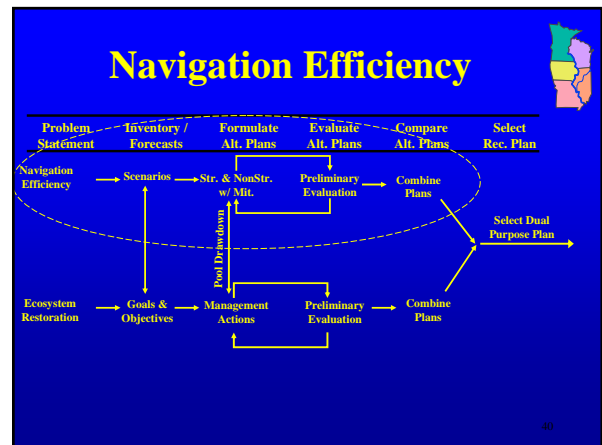 Navigation Efficiency
Problem Inventory / Formulate Evaluate Compare Select
Statement Forecasts Alt. Plans Alt. Plans Alt. Plans Rec. Plan
Navigation
Efficiency
Scenarios
Str. & NonStr.
w/ Mit.
Preliminary
Evaluation
Combine
Plans
Select Dual
Purpose Plan
Pool Drawdown
Ecosystem
Restoration
Goals &
Objectives
Management
Actions
Preliminary
Evaluation
Combine
Plans